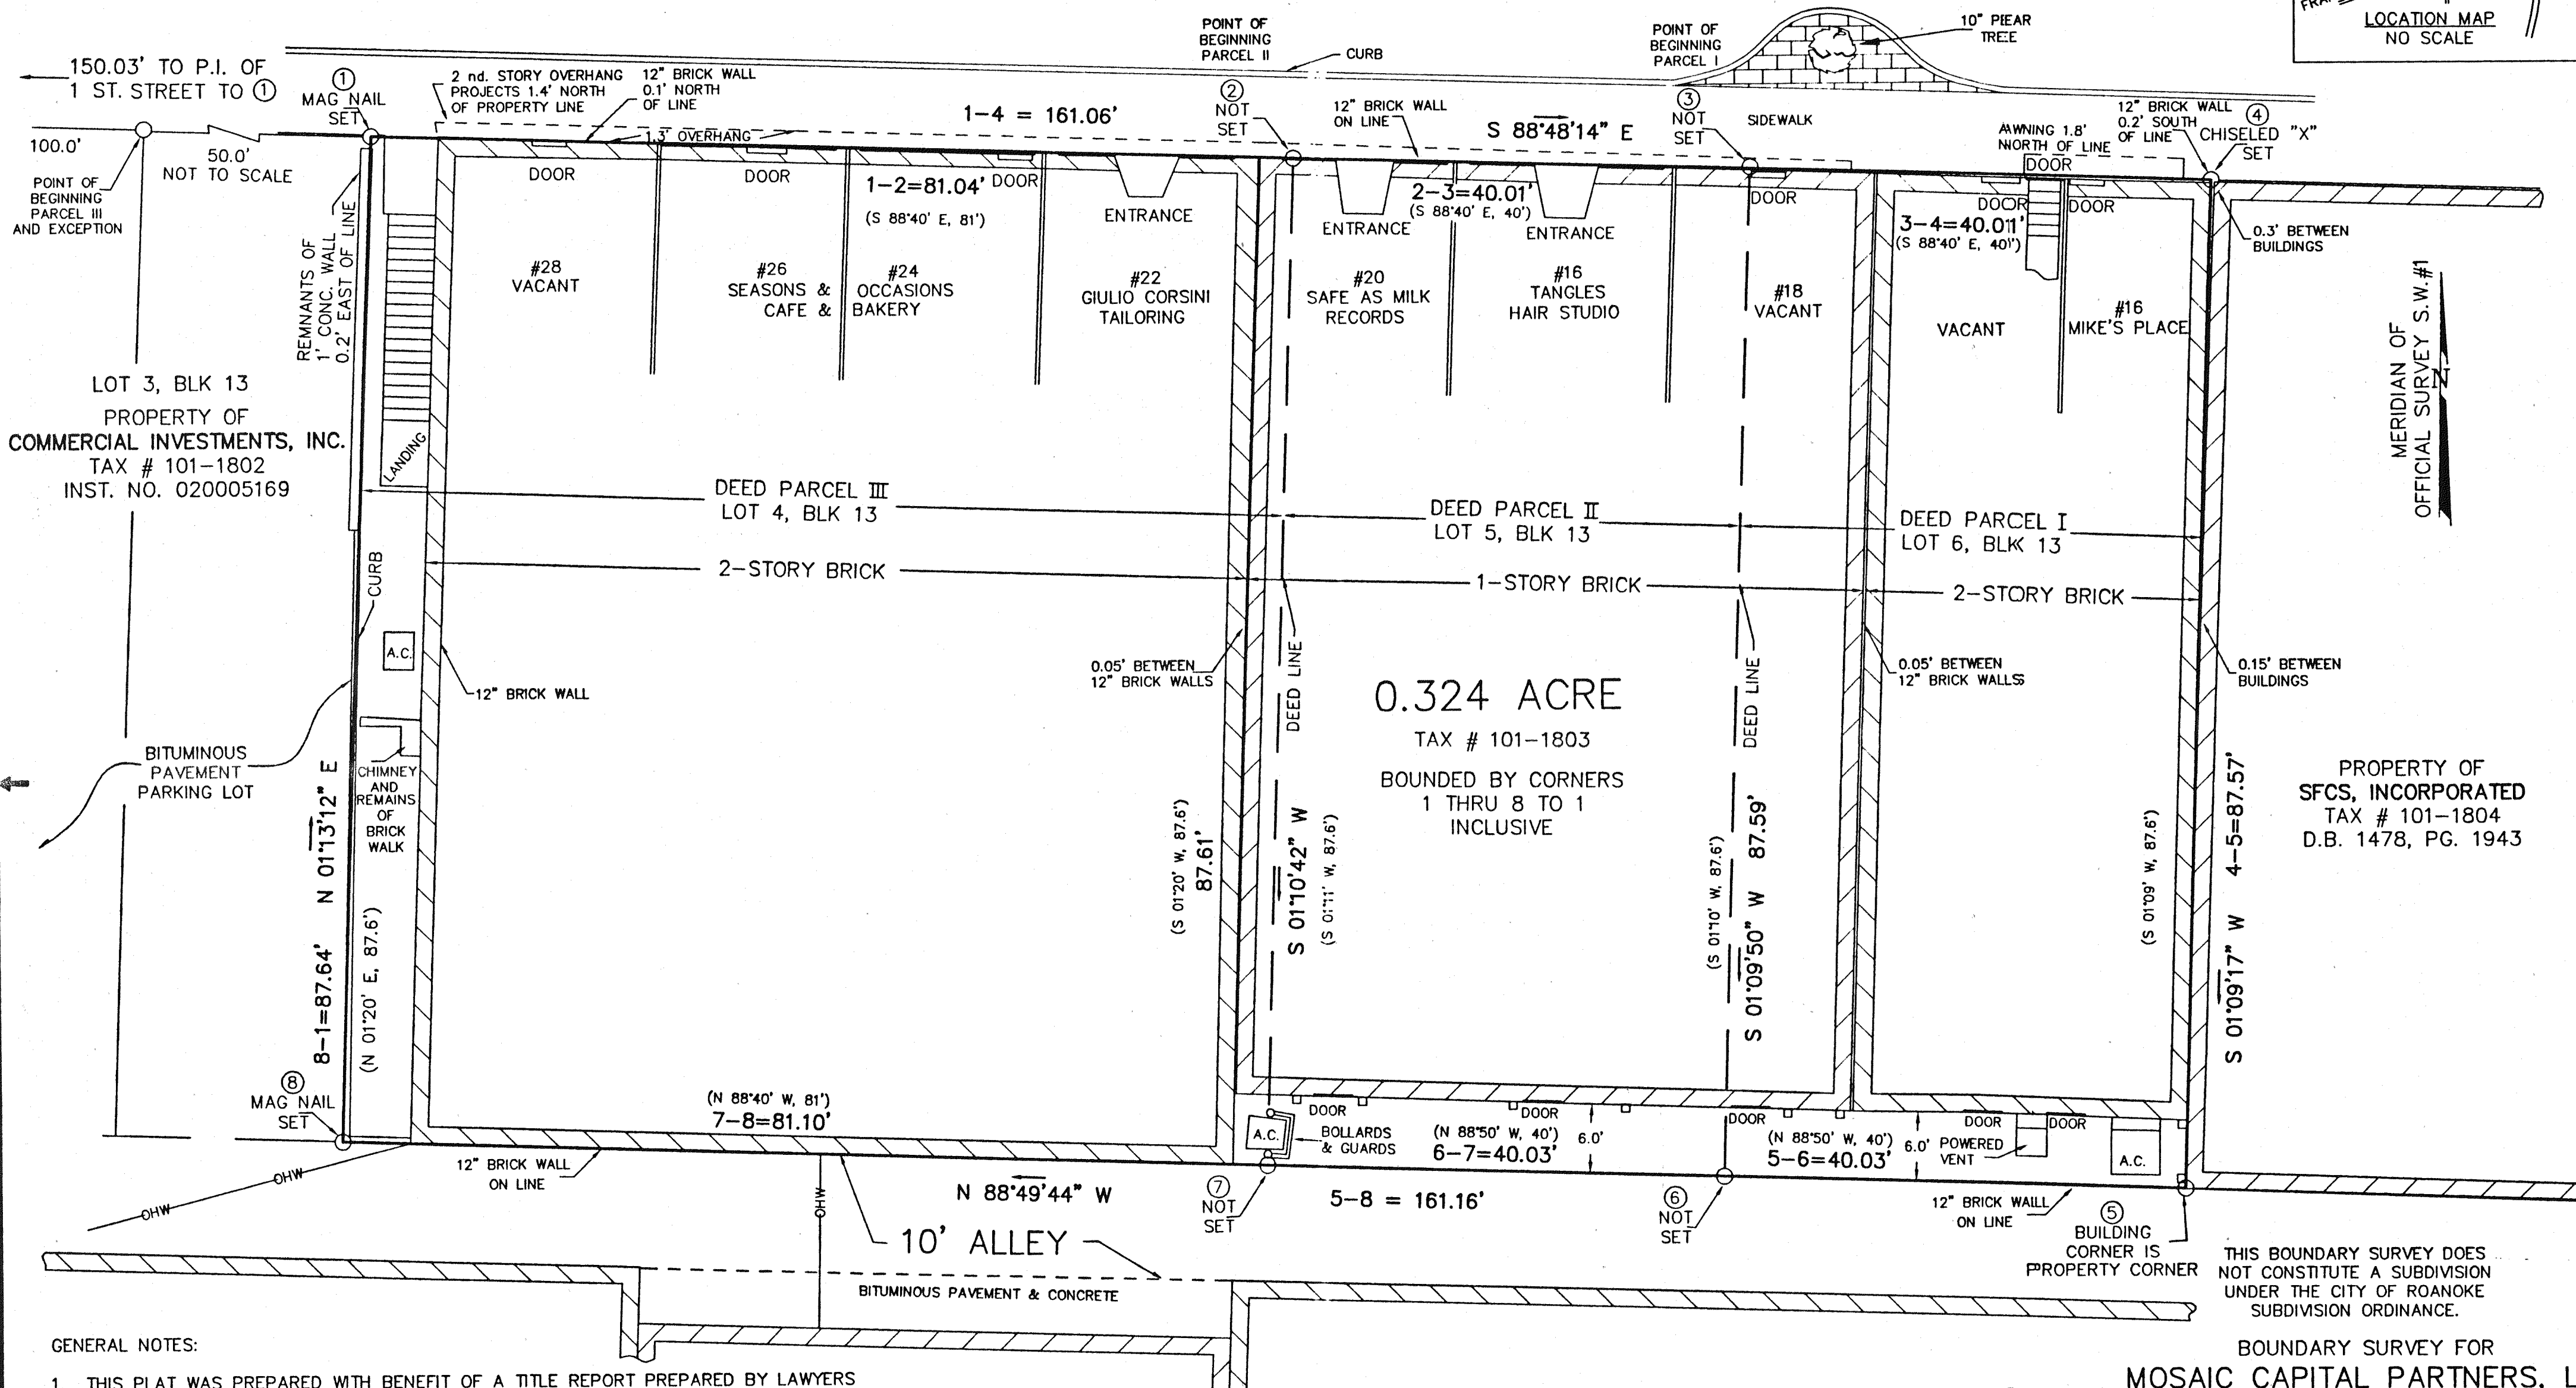 FRA
LOCATION MAP
NO SCALE
150.03' TO P.I. OF
1 ST. STREET TO ①
①
MAG NAIL
SET
2 nd. STORY OVERHANG
PROJECTS 1.4' NORTH
OF PROPERTY LINE
12" BRICK WALL
0.1' NORTH
OF LINE
1.3' OVERHANG
1-4 = 161.06'
POINT OF
BEGINNING
PARCEL II
CURB
②
NOT
SET
12" BRICK WALL
ON LINE
S 88°48'14" E
POINT OF
BEGINNING
PARCEL I
10" PEAR
TREE
③
NOT
SET
SIDEWALK
AWNING 1.8'
NORTH OF LINE
12" BRICK WALL
0.2' SOUTH
OF LINE
④
CHISELED "X"
SET
100.0'
50.0'
NOT TO SCALE
POINT OF
BEGINNING
PARCEL III
AND EXCEPTION
REMNANTS OF
1' CONC. WALL
0.2' EAST OF LINE
DOOR
DOOR
1-2=81.04'
(S 88°40' E, 81')
DOOR
ENTRANCE
2-3=40.01'
(S 88°40' E, 40')
ENTRANCE
ENTRANCE
DOOR
3-4=40.01'
(S 88°40' E, 40')
DOOR
DOOR
DOOR
0.3' BETWEEN
BUILDINGS
#28
VACANT
#26
SEASONS &
CAFE &
#24
OCCASIONS
BAKERY
#22
GIULIO CORSINI
TAILORING
#20
SAFE AS MILK
RECORDS
#16
TANGLES
HAIR STUDIO
#18
VACANT
VACANT
#16
MIKE'S PLACE
MERIDIAN OF
OFFICIAL SURVEY S.W.#1
N
LOT 3, BLK 13
PROPERTY OF
COMMERCIAL INVESTMENTS, INC.
TAX # 101-1802
INST. NO. 020005169
LANDING
DEED PARCEL III
LOT 4, BLK 13
DEED PARCEL II
LOT 5, BLK 13
DEED PARCEL I
LOT 6, BLK 13
CURB
2-STORY BRICK
1-STORY BRICK
2-STORY BRICK
A.C.
12" BRICK WALL
0.05' BETWEEN
12" BRICK WALLS
DEED LINE
0.324 ACRE
TAX # 101-1803
BOUNDED BY CORNERS
1 THRU 8 TO 1
INCLUSIVE
DEED LINE
0.05' BETWEEN
12" BRICK WALLS
0.15' BETWEEN
BUILDINGS
BITUMINOUS
PAVEMENT
PARKING LOT
CHIMNEY
AND
REMAINS
OF
BRICK
WALK
8-1=87.64' N 01°13'12" E
(N 01°20' E, 87.6')
(S 01°20' W, 87.6')
87.61'
S 01°10'42" W
(S 01°11' W, 87.6')
(S 01°10' W, 87.6')
S 01°09'50" W 87.59'
(S 01°09' W, 87.6')
S 01°09'17" W 4-5=87.57'
PROPERTY OF
SFCS, INCORPORATED
TAX # 101-1804
D.B. 1478, PG. 1943
⑧
MAG NAIL
SET
(N 88°40' W, 81')
7-8=81.10'
A.C.
DOOR
BOLLARDS
& GUARDS
(N 88°50' W, 40')
6-7=40.03'
DOOR
6.0'
DOOR
(N 88°50' W, 40')
5-6=40.03'
6.0'
DOOR
POWERED
VENT
DOOR
A.C.
OHW
OHW
12" BRICK WALL
ON LINE
OHW
N 88°49'44" W
⑦
NOT
SET
5-8 = 161.16'
⑥
NOT
SET
12" BRICK WALL
ON LINE
⑤
BUILDING
CORNER IS
PROPERTY CORNER
10' ALLEY
BITUMINOUS PAVEMENT & CONCRETE
THIS BOUNDARY SURVEY DOES
NOT CONSTITUTE A SUBDIVISION
UNDER THE CITY OF ROANOKE
SUBDIVISION ORDINANCE.
GENERAL NOTES:
1. THIS PLAT WAS PREPARED WITH BENEFIT OF A TITLE REPORT PREPARED BY LAWYERS
BOUNDARY SURVEY FOR
MOSAIC CAPITAL PARTNERS, L